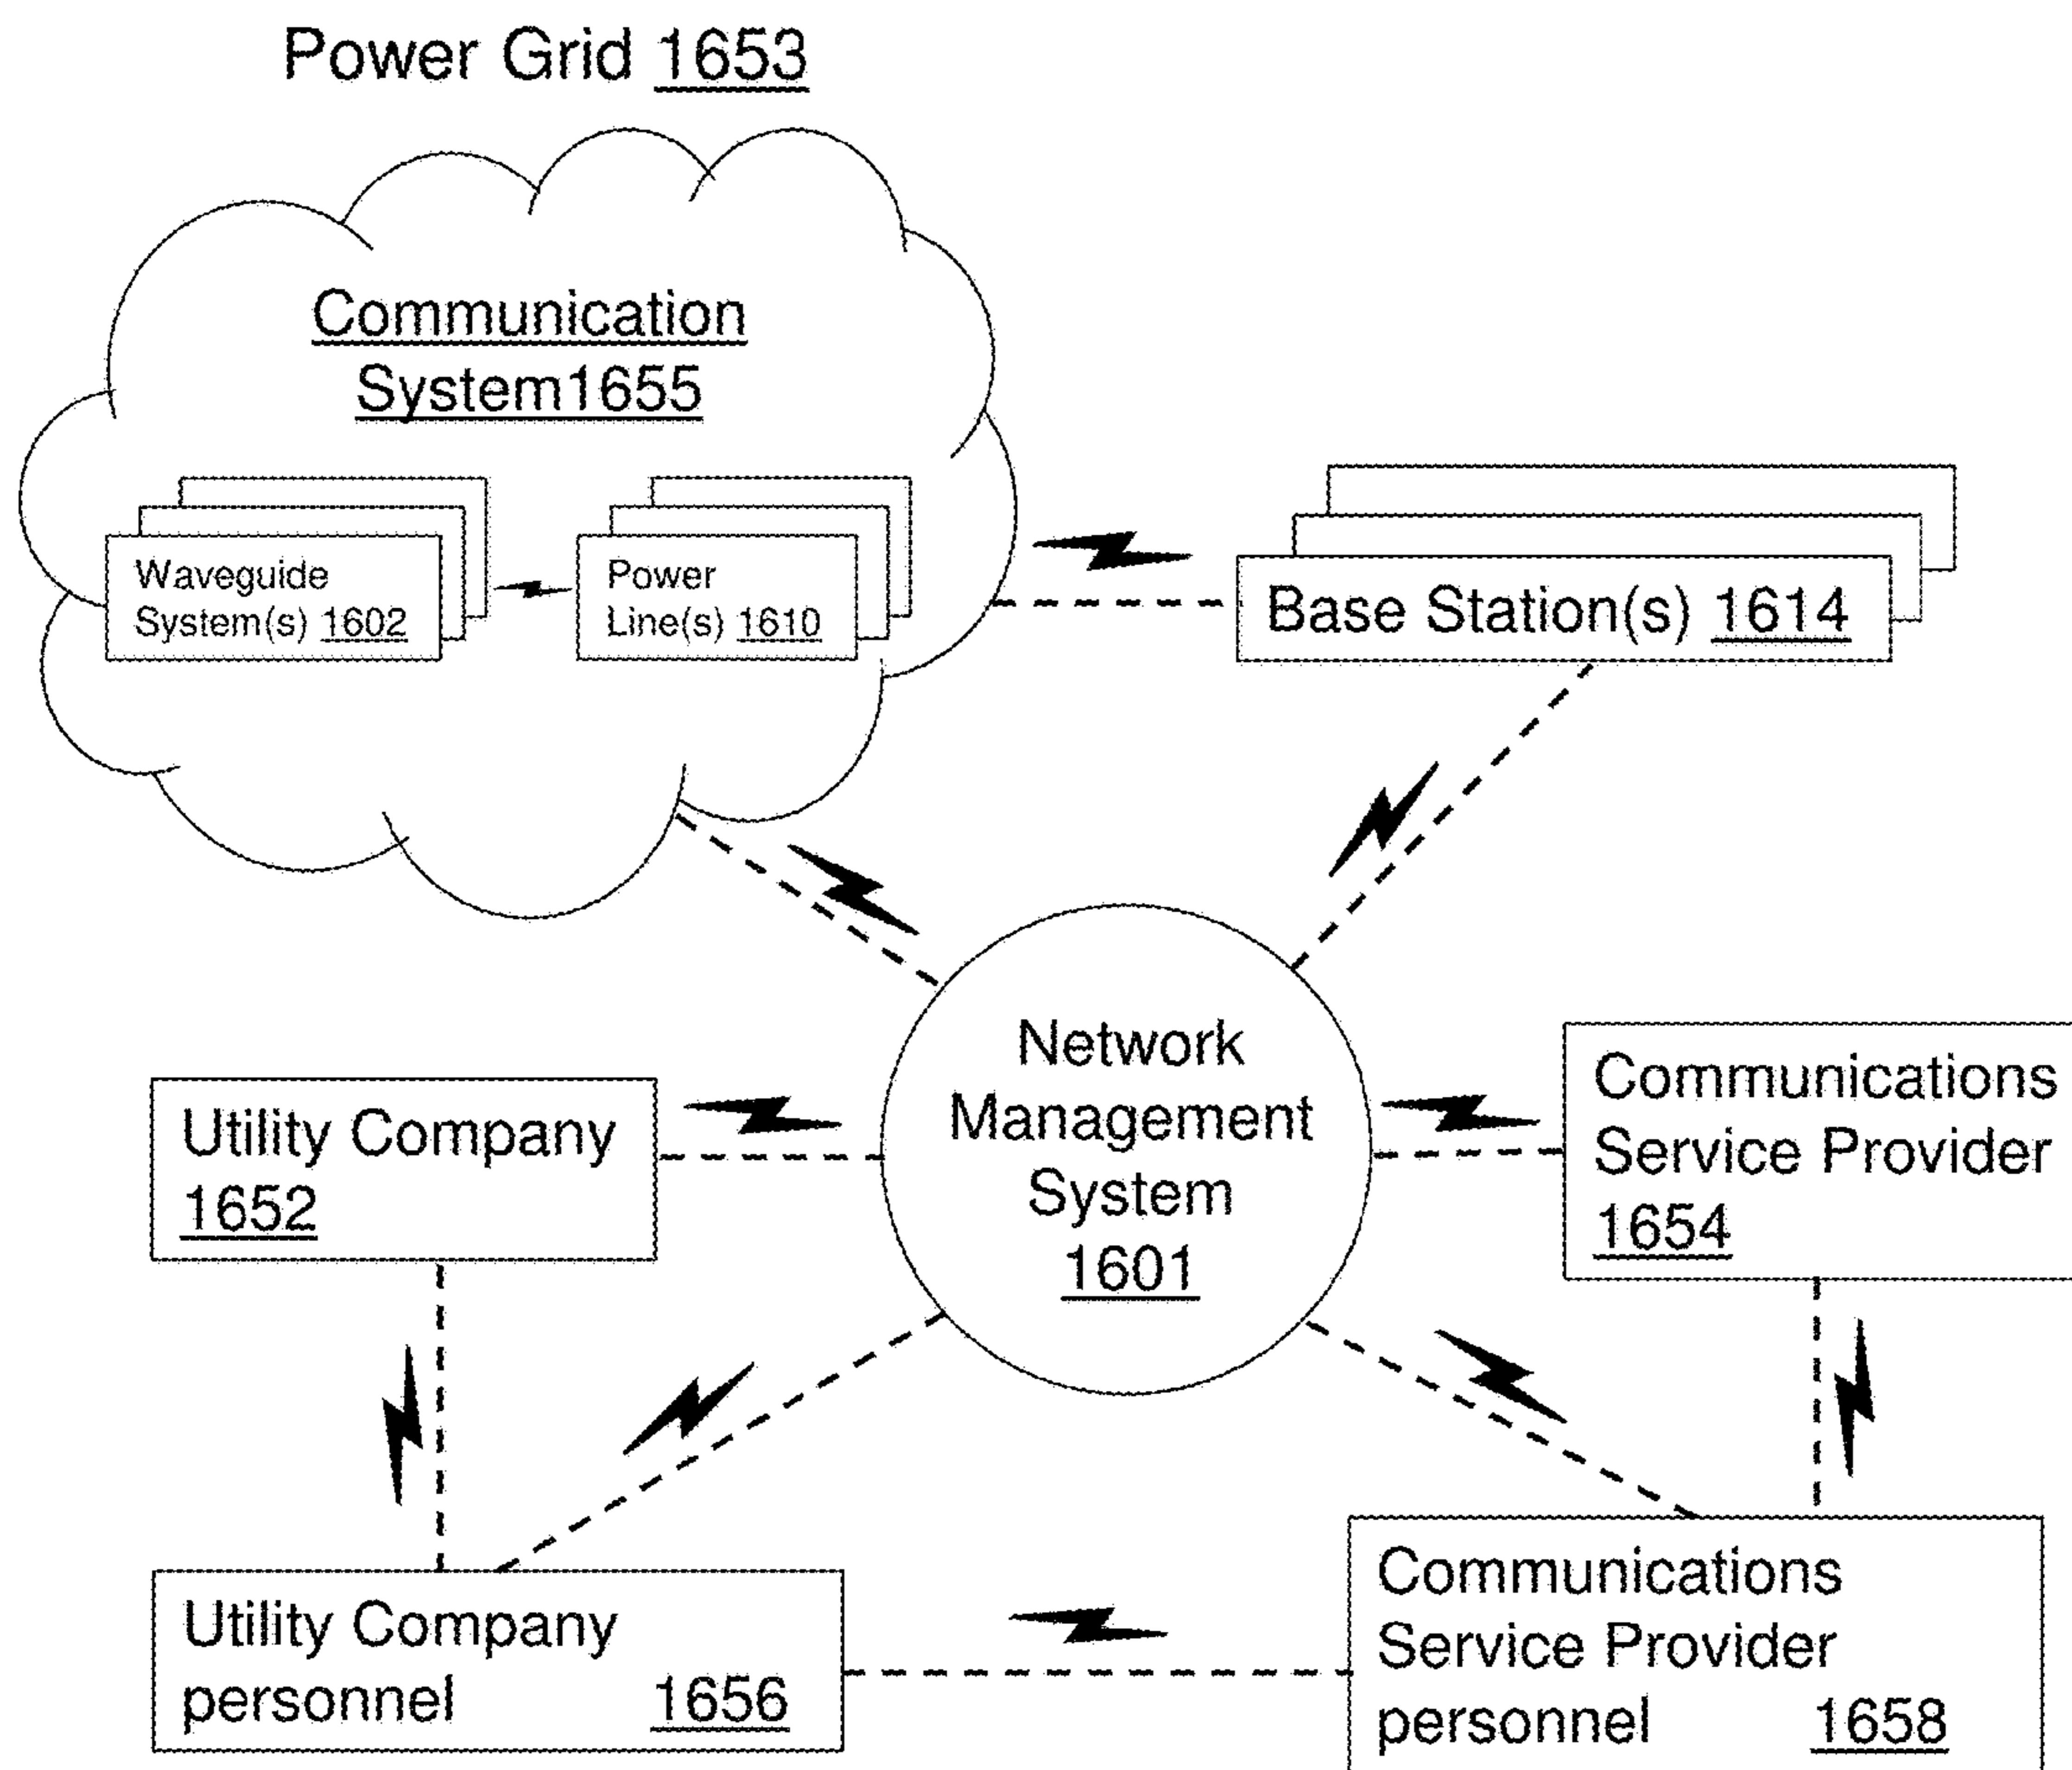 Power Grid 1653
Communication
System1655
Waveguide
System(s) 1602
Power
Line(s) 1610
Base Station(s) 1614
Network
Management
System
1601
Utility Company
1652
Communications
Service Provider
1654
Utility Company
personnel 1656
Communications
Service Provider
personnel 1658